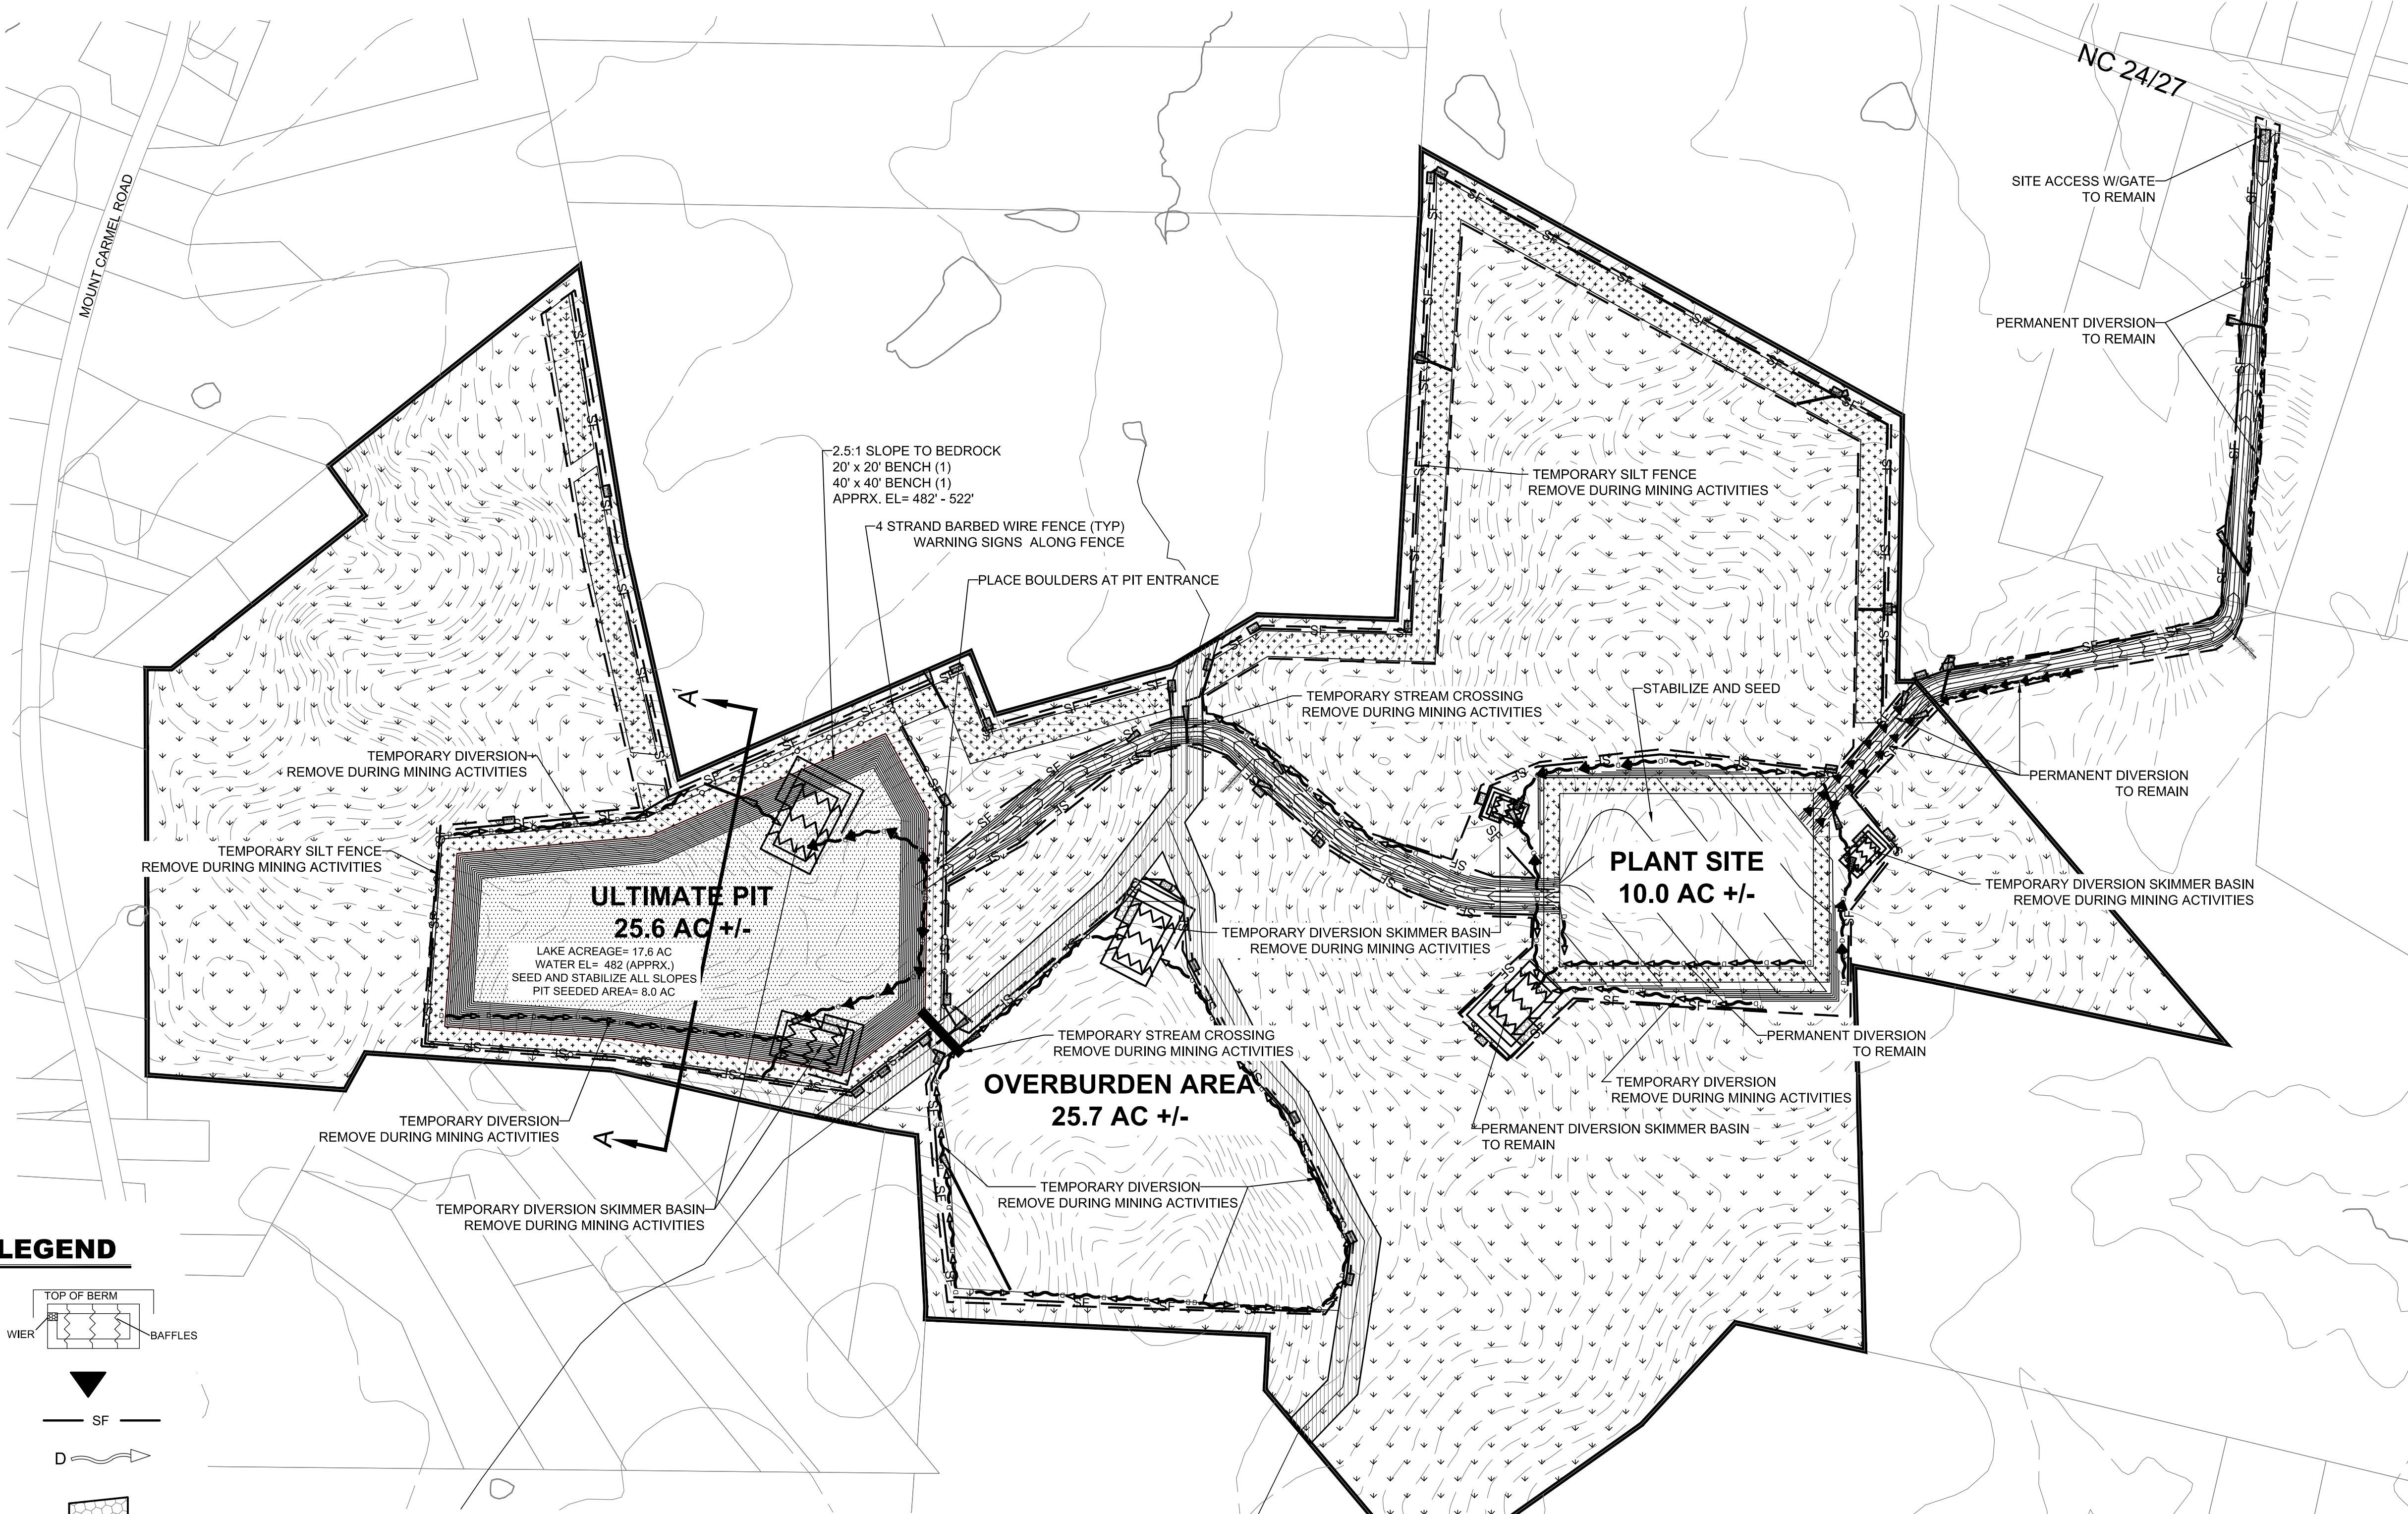 NC 24/27
SITE ACCESS W/GATE
TO REMAIN
MOUNT CARMEL ROAD
PERMANENT DIVERSION
TO REMAIN
2.5:1 SLOPE TO BEDROCK
20' x 20' BENCH (1)
40' x 40' BENCH (1)
APPRX. EL= 482' - 522'
TEMPORARY SILT FENCE
REMOVE DURING MINING ACTIVITIES
4 STRAND BARBED WIRE FENCE (TYP)
WARNING SIGNS ALONG FENCE
PLACE BOULDERS AT PIT ENTRANCE
A'
TEMPORARY STREAM CROSSING
REMOVE DURING MINING ACTIVITIES
STABILIZE AND SEED
TEMPORARY DIVERSION
REMOVE DURING MINING ACTIVITIES
PERMANENT DIVERSION
TO REMAIN
TEMPORARY SILT FENCE
REMOVE DURING MINING ACTIVITIES
PLANT SITE
10.0 AC +/-
ULTIMATE PIT
25.6 AC +/-
LAKE ACREAGE= 17.6 AC
WATER EL= 482 (APPRX.)
SEED AND STABILIZE ALL SLOPES
PIT SEEDED AREA= 8.0 AC
TEMPORARY DIVERSION SKIMMER BASIN
REMOVE DURING MINING ACTIVITIES
TEMPORARY DIVERSION SKIMMER BASIN
REMOVE DURING MINING ACTIVITIES
TEMPORARY STREAM CROSSING
REMOVE DURING MINING ACTIVITIES
PERMANENT DIVERSION
TO REMAIN
OVERBURDEN AREA
25.7 AC +/-
TEMPORARY DIVERSION
REMOVE DURING MINING ACTIVITIES
TEMPORARY DIVERSION
REMOVE DURING MINING ACTIVITIES
A
PERMANENT DIVERSION SKIMMER BASIN
TO REMAIN
TEMPORARY DIVERSION
REMOVE DURING MINING ACTIVITIES
TEMPORARY DIVERSION SKIMMER BASIN
REMOVE DURING MINING ACTIVITIES
LEGEND
TOP OF BERM
WIER
BAFFLES
SF
D